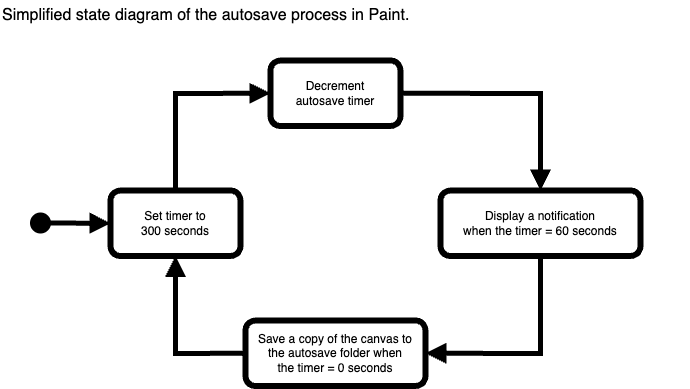 Simplified state diagram of the autosave process in Paint.
Decrement
autosave timer
Set timer to
300 seconds
Display a notification
when the timer = 60 seconds
Save a copy of the canvas to
the autosave folder when
the timer = 0 seconds